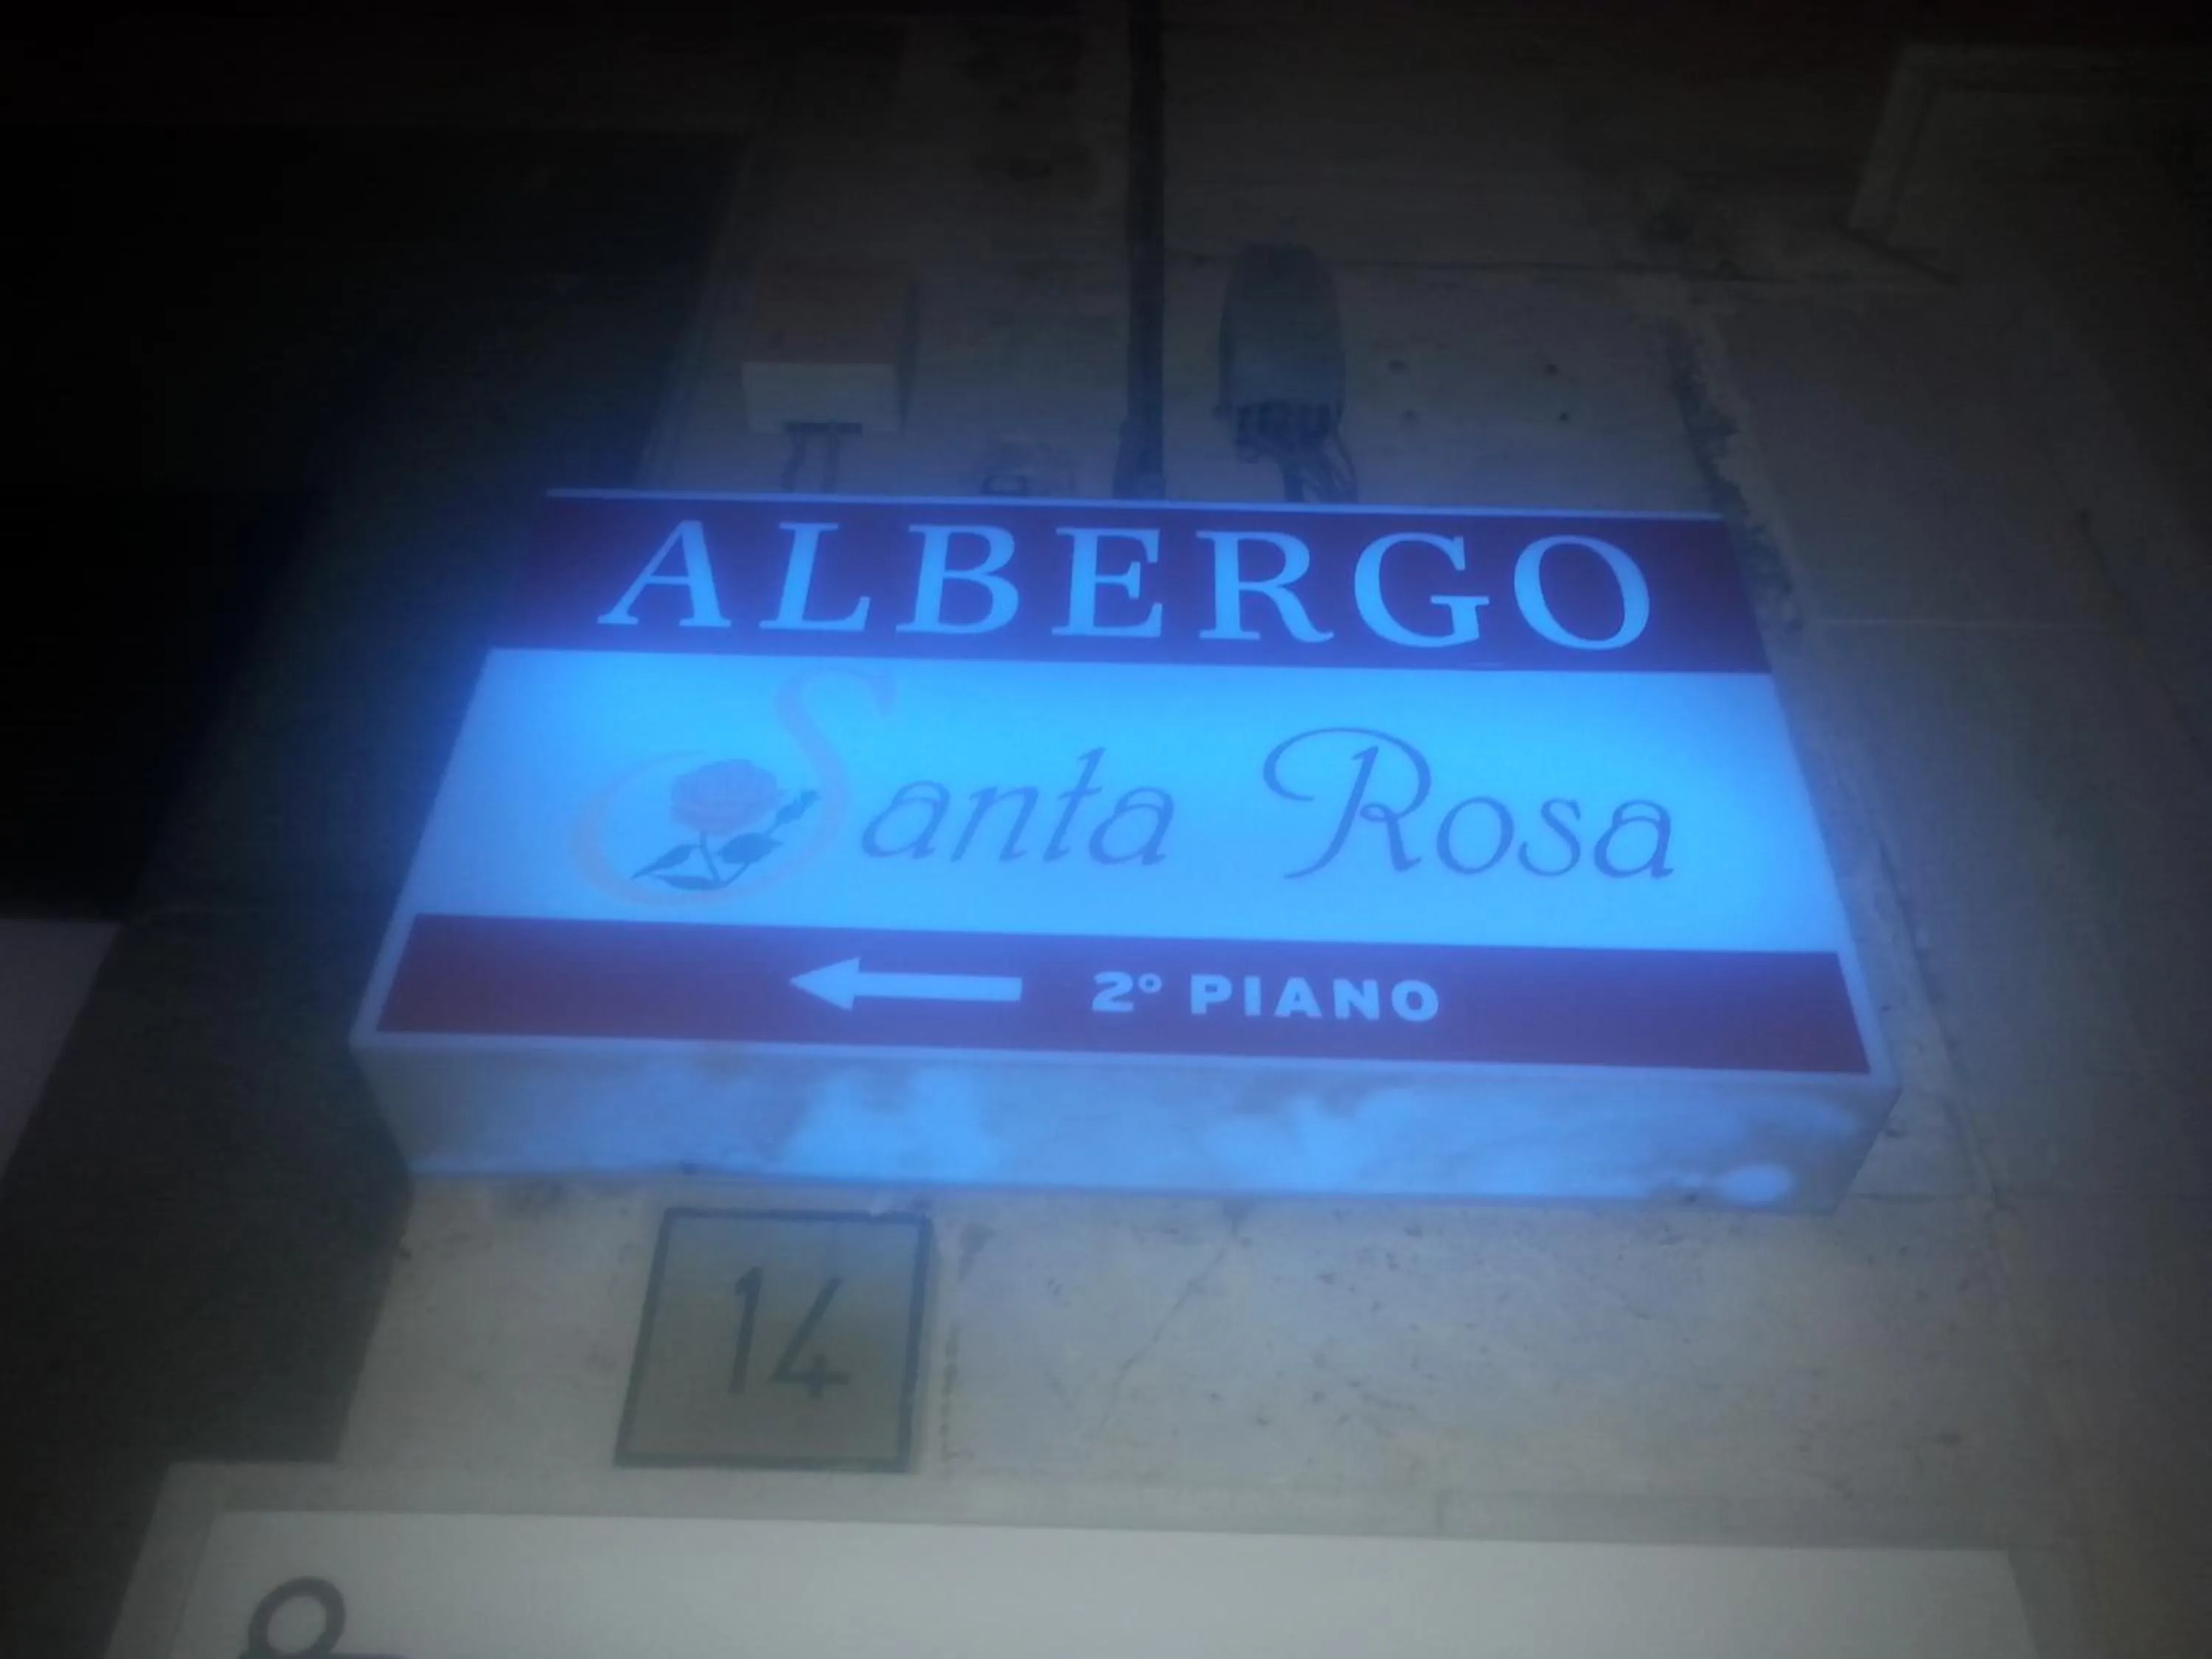 ALBERGO
Santa Rosa
← 2° PIANO
14